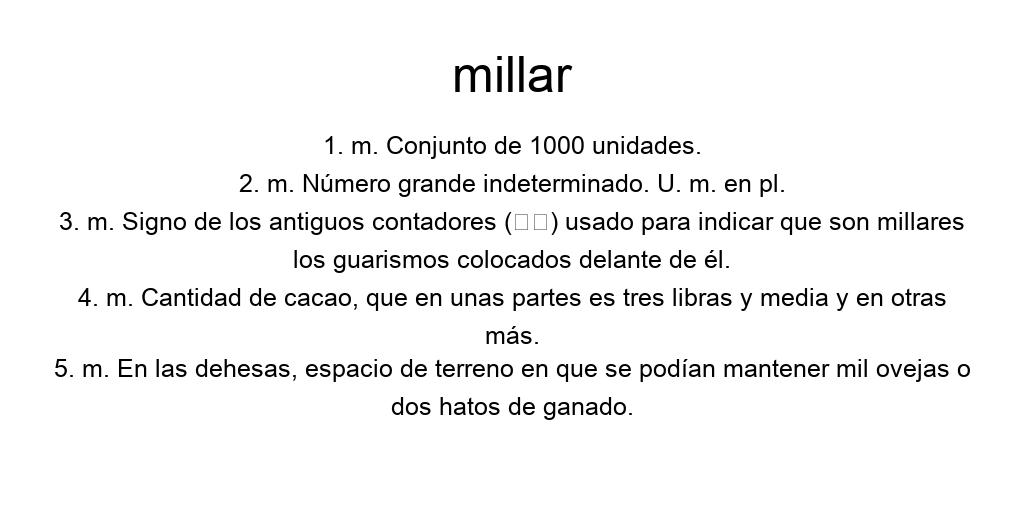 millar
1. m. Conjunto de 1000 unidades.
2. m. Número grande indeterminado. U. m. en pl.
3. m. Signo de los antiguos contadores (□□) usado para indicar que son millares
los guarismos colocados delante de él.
4. m. Cantidad de cacao, que en unas partes es tres libras y media y en otras
más.
5. m. En las dehesas, espacio de terreno en que se podían mantener mil ovejas o
dos hatos de ganado.